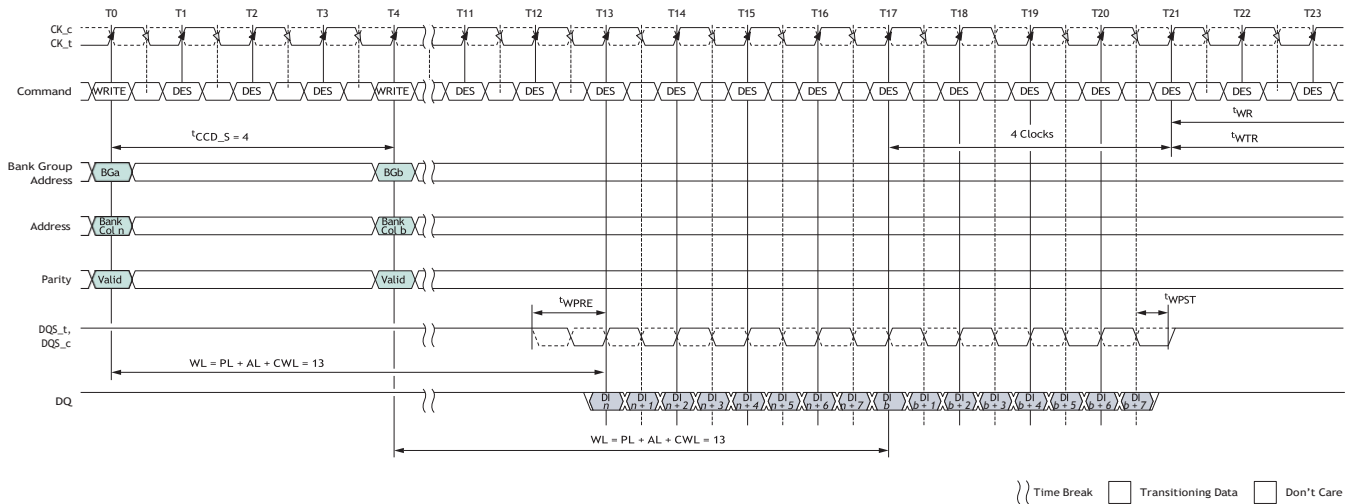 T0 T1 T2 T3 T4 T11 T12 T13 T14 T15 T16 T17 T18 T19 T20 T21 T22 T23
CK_c
CK_t
Command WRITE DES DES DES WRITE DES DES DES DES DES DES DES DES DES DES DES DES DES
tWR
tCCD_S = 4 4 Clocks tWTR
Bank Group
Address BGa BGb
Address Bank
Col n Bank
Col b
Parity Valid Valid
tWPRE tWPST
DQS_t,
DQS_c
WL = PL + AL + CWL = 13
DQ DI
n DI
n + 1 DI
n + 2 DI
n + 3 DI
n + 4 DI
n + 5 DI
n + 6 DI
n + 7 DI
b DI
b + 1 DI
b + 2 DI
b + 3 DI
b + 4 DI
b + 5 DI
b + 6 DI
b + 7
WL = PL + AL + CWL = 13
Time Break Transitioning Data Don't Care